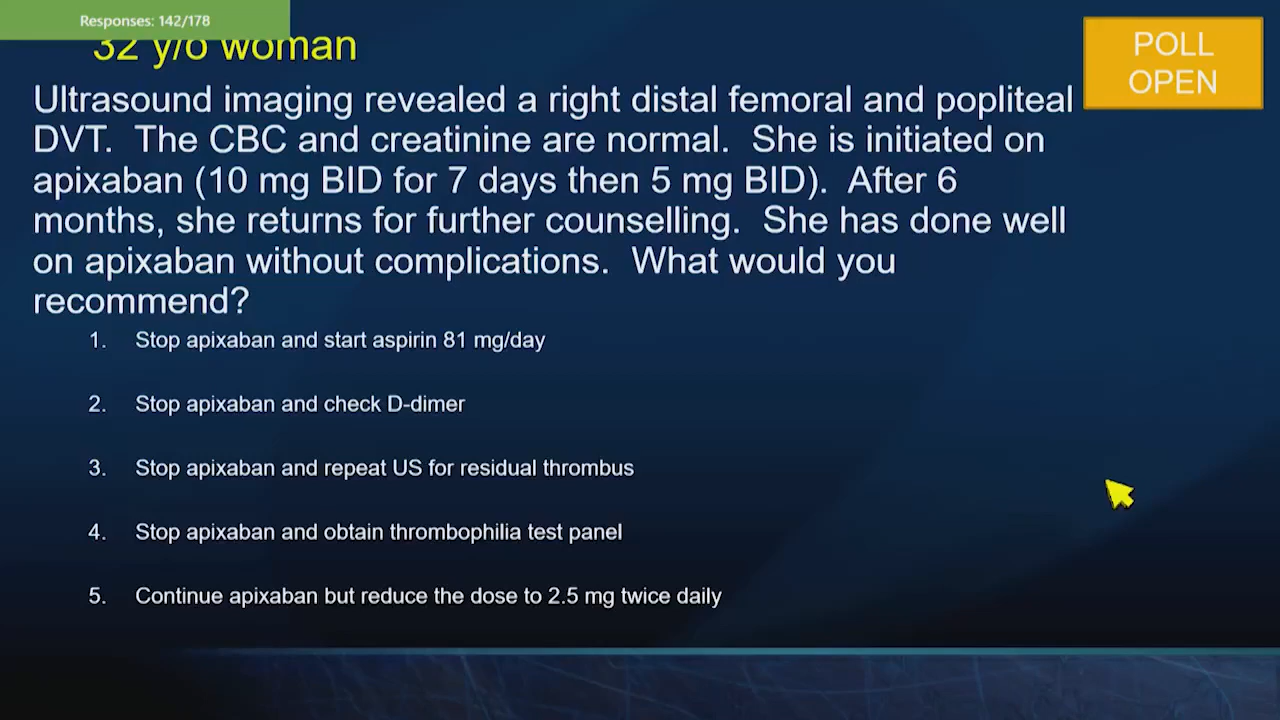 Responses: 142/178
32 y/o woman
POLL
OPEN
Ultrasound imaging revealed a right distal femoral and popliteal
DVT.  The CBC and creatinine are normal.  She is initiated on
apixaban (10 mg BID for 7 days then 5 mg BID).  After 6
months, she returns for further counselling.  She has done well
on apixaban without complications.  What would you
recommend?
1. Stop apixaban and start aspirin 81 mg/day
2. Stop apixaban and check D-dimer
3. Stop apixaban and repeat US for residual thrombus
4. Stop apixaban and obtain thrombophilia test panel
5. Continue apixaban but reduce the dose to 2.5 mg twice daily